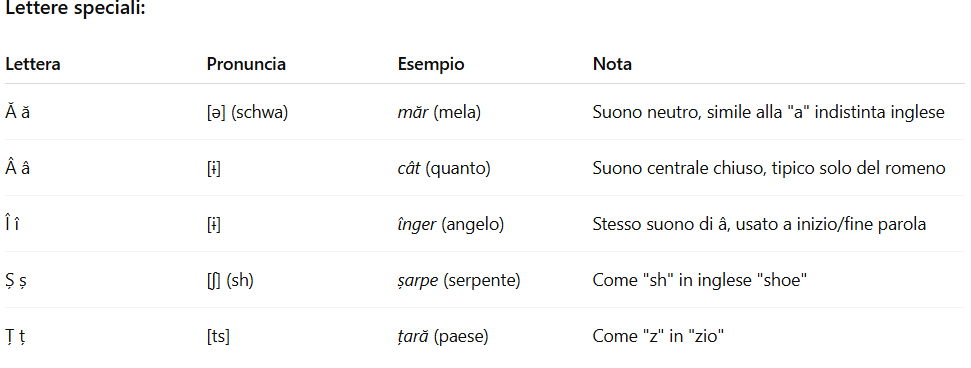 Lettere speciali:
Lettera Pronuncia Esempio Nota
Ă ă [ə] (schwa) măr (mela) Suono neutro, simile alla "a" indistinta inglese
Â â [ɨ] cât (quanto) Suono centrale chiuso, tipico solo del romeno
Î î [ɨ] înger (angelo) Stesso suono di â, usato a inizio/fine parola
Ș ș [ʃ] (sh) șarpe (serpente) Come "sh" in inglese "shoe"
Ț ț [ts] țară (paese) Come "z" in "zio"